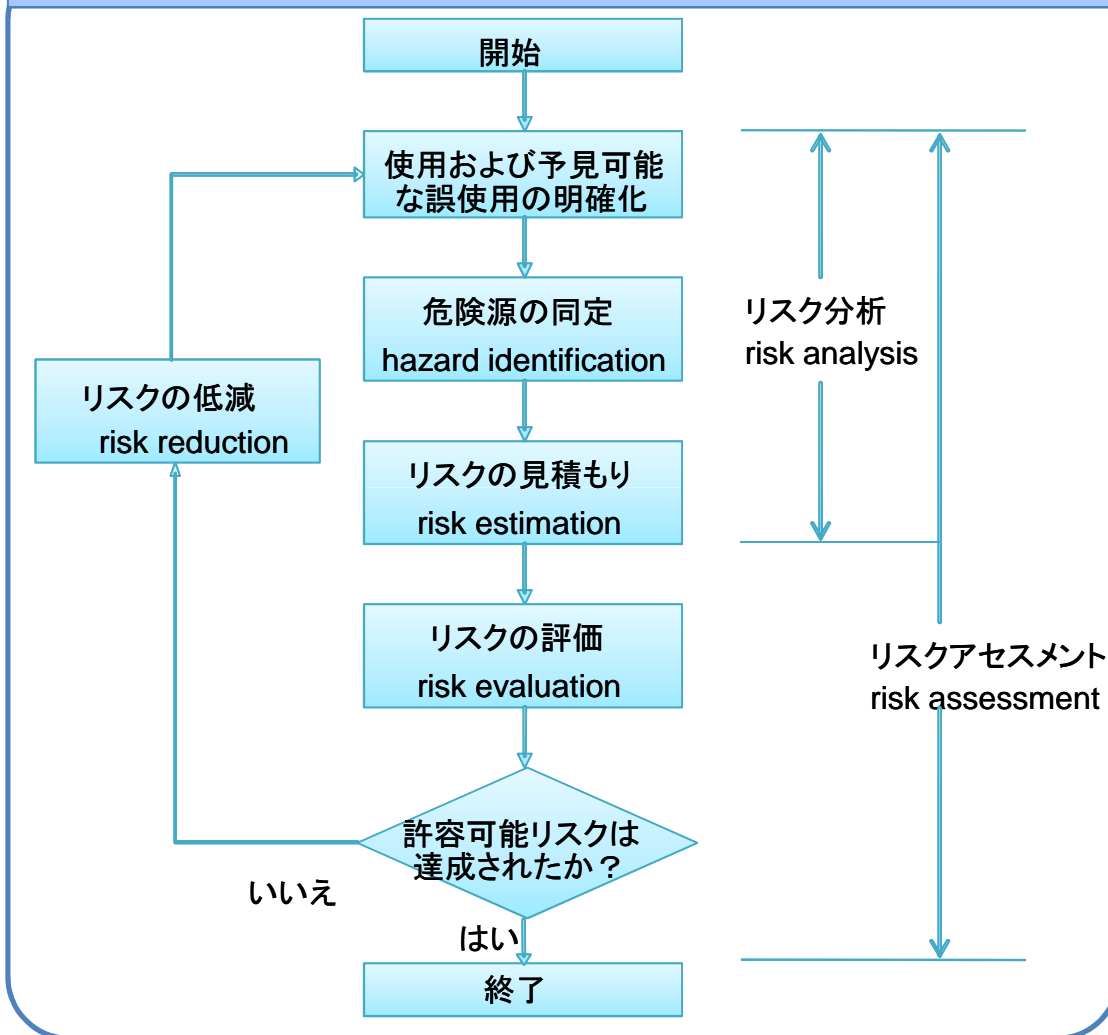 開始
使用および予見可能
な誤使用の明確化
危険源の同定
hazard identification
リスク分析
risk analysis
リスクの低減
risk reduction
リスクの見積もり
risk estimation
リスクの評価
risk evaluation
リスクアセスメント
risk assessment
許容可能リスクは
達成されたか？
いいえ
はい
終了